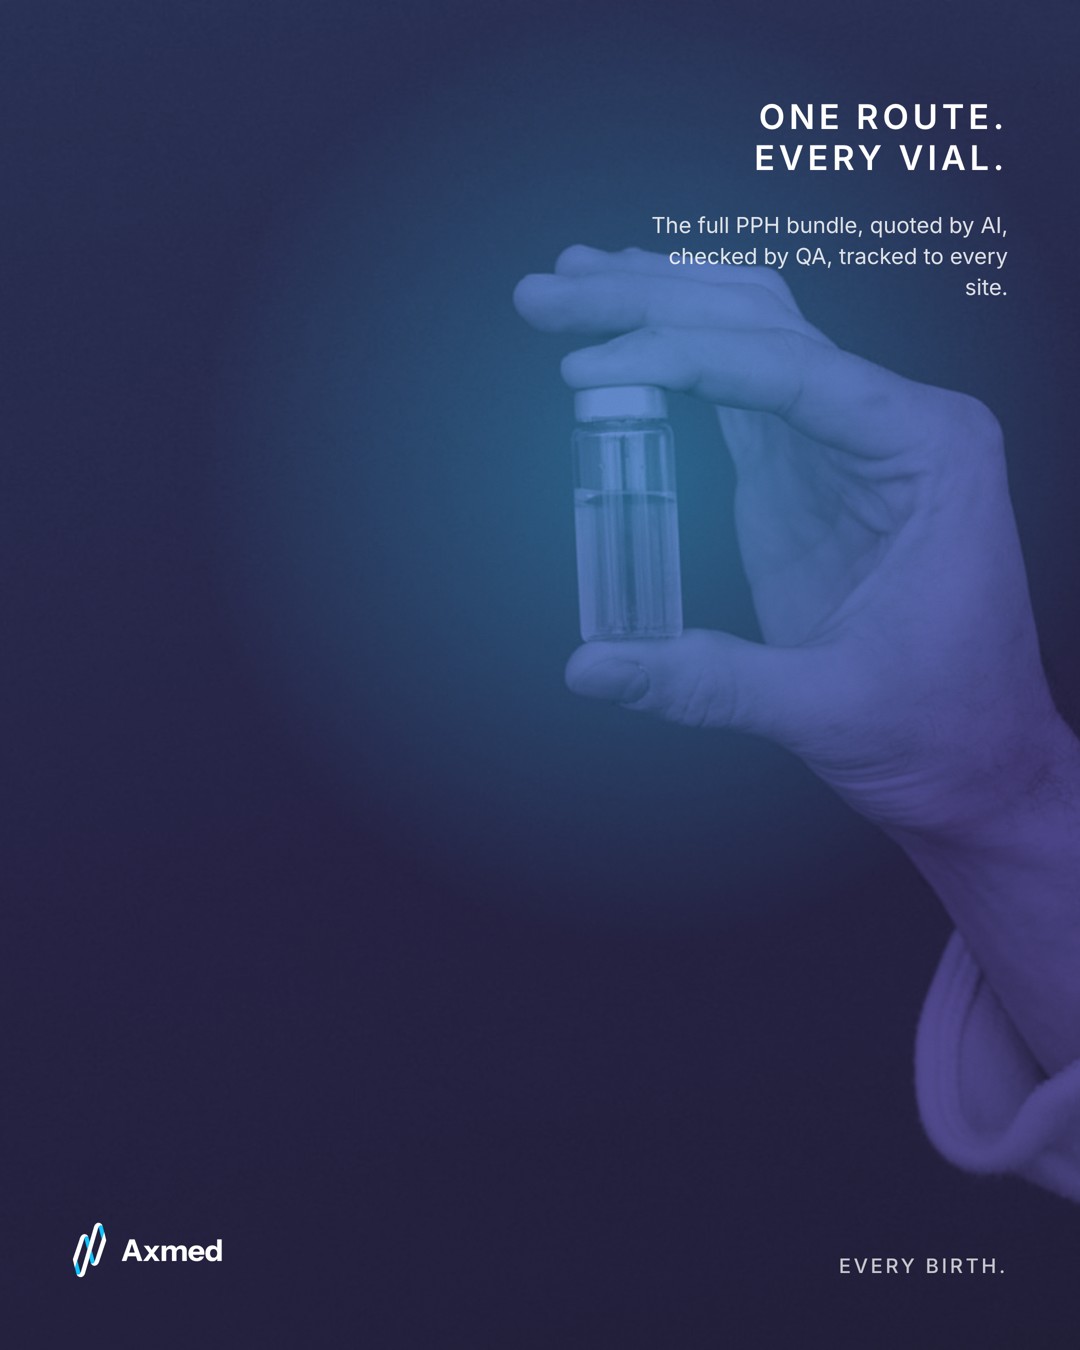 ONE ROUTE.
EVERY VIAL.
The full PPH bundle, quoted by AI,
checked by QA, tracked to every
site.
Axmed
EVERY BIRTH.